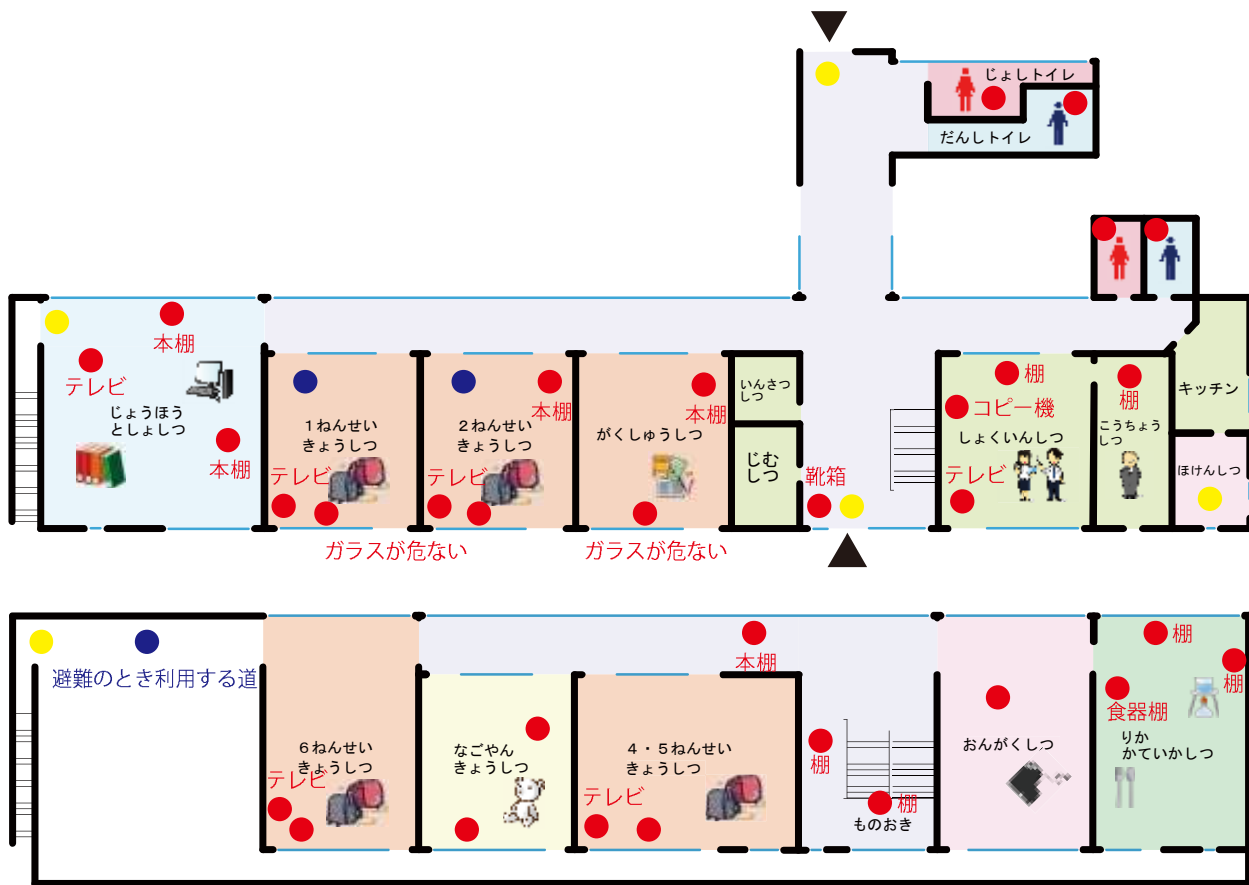 じょしトイレ
だんしトイレ
本棚
テレビ
じょうほう
としょしつ
本棚
1ねんせい
きょうしつ
テレビ
本棚
2ねんせい
きょうしつ
テレビ
ガラスが危ない
本棚
がくしゅうしつ
ガラスが危ない
いんさつ
しつ
じむ
しつ
靴箱
棚
コピー機
しょくいんしつ
テレビ
棚
こうちょう
しつ
キッチン
ほけんしつ
避難のとき利用する道
6ねんせい
きょうしつ
テレビ
なごやん
きょうしつ
本棚
4・5ねんせい
きょうしつ
テレビ
棚
棚
ものおき
おんがくしつ
棚
棚
食器棚
りか
かていかしつ